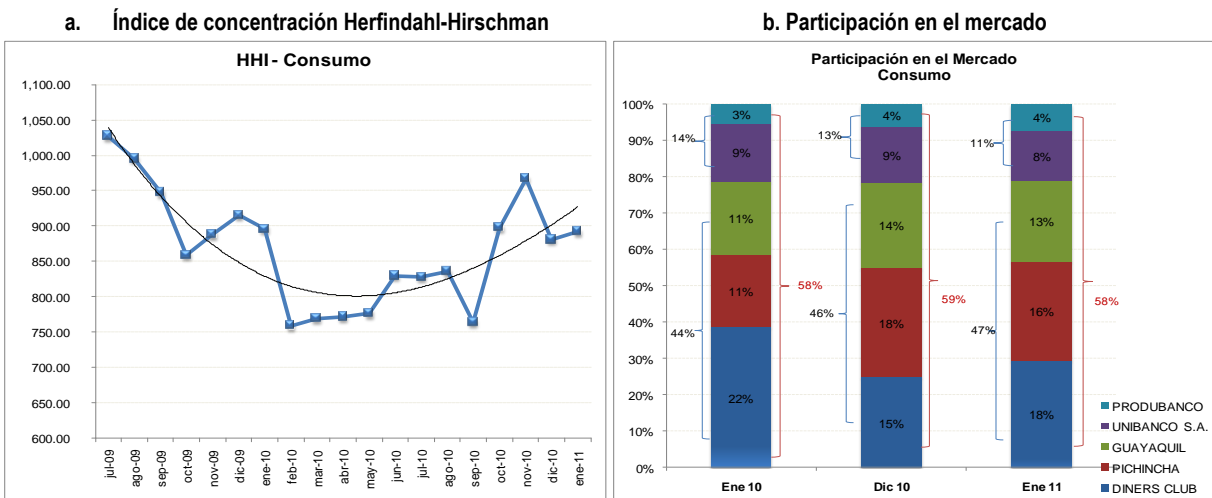 a. Índice de concentración Herfindahl-Hirschman
HHI - Consumo
1,100.00
1,050.00
1,000.00
950.00
900.00
850.00
800.00
750.00
700.00
650.00
600.00
jul-09
ago-09
sep-09
oct-09
nov-09
dic-09
ene-10
feb-10
mar-10
abr-10
may-10
jun-10
jul-10
ago-10
sep-10
oct-10
nov-10
dic-10
ene-11
b. Participación en el mercado
Participación en el Mercado
Consumo
100%
90%
80%
70%
60%
50%
40%
30%
20%
10%
0%
14%
44%
3%
9%
11%
11%
22%
58%
13%
46%
4%
9%
14%
18%
15%
59%
11%
47%
4%
8%
13%
16%
18%
58%
Ene 10
Dic 10
Ene 11
PRODUBANCO
UNIBANCO S.A.
GUAYAQUIL
PICHINCHA
DINERS CLUB